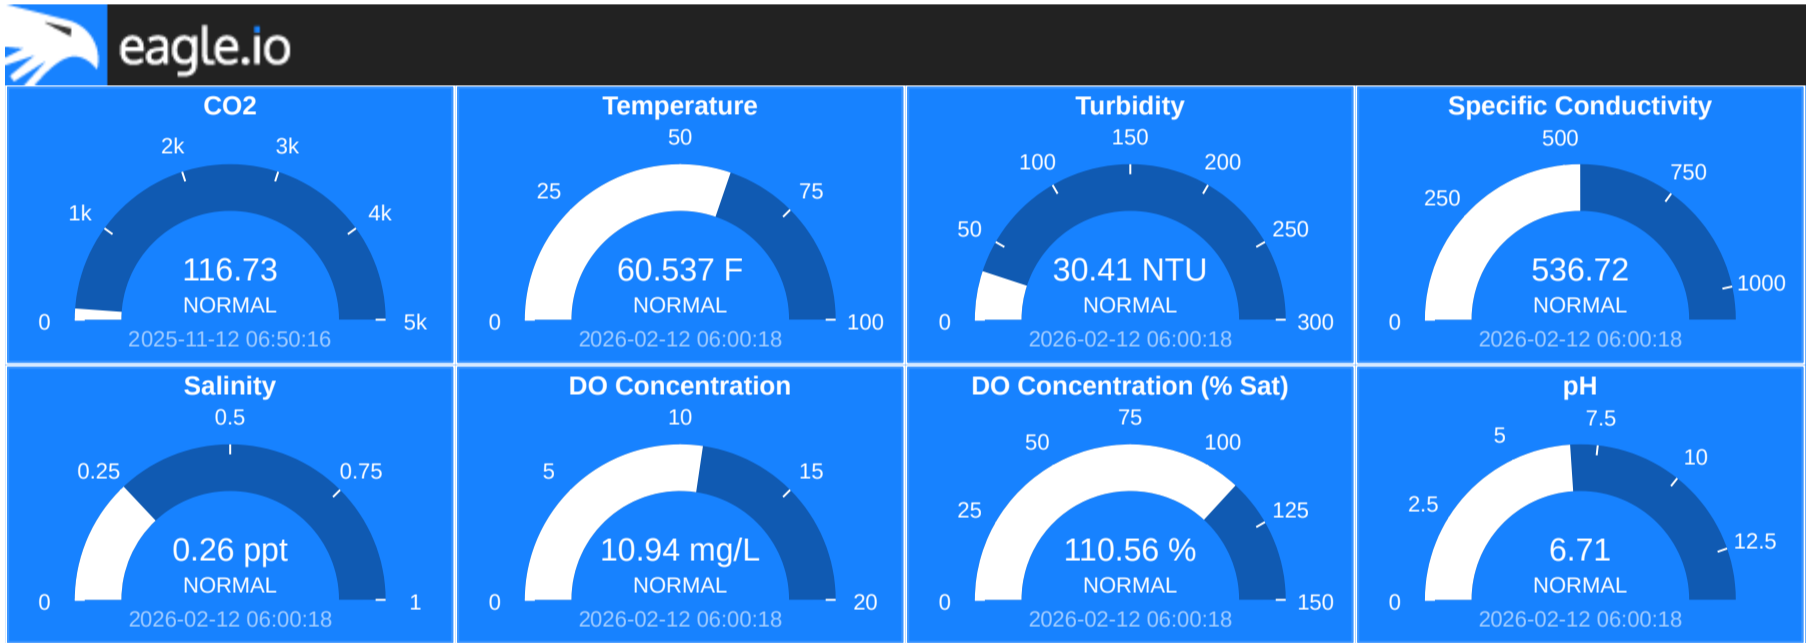 eagle.io
CO2
0
1k
2k
3k
4k
5k
116.73
NORMAL
2025-11-12 06:50:16
Temperature
0
25
50
75
100
60.537 F
NORMAL
2026-02-12 06:00:18
Turbidity
0
50
100
150
200
250
300
30.41 NTU
NORMAL
2026-02-12 06:00:18
Specific Conductivity
0
250
500
750
1000
536.72
NORMAL
2026-02-12 06:00:18
Salinity
0
0.25
0.5
0.75
1
0.26 ppt
NORMAL
2026-02-12 06:00:18
DO Concentration
0
5
10
15
20
10.94 mg/L
NORMAL
2026-02-12 06:00:18
DO Concentration (% Sat)
0
25
50
75
100
125
150
110.56 %
NORMAL
2026-02-12 06:00:18
pH
0
2.5
5
7.5
10
12.5
6.71
NORMAL
2026-02-12 06:00:18